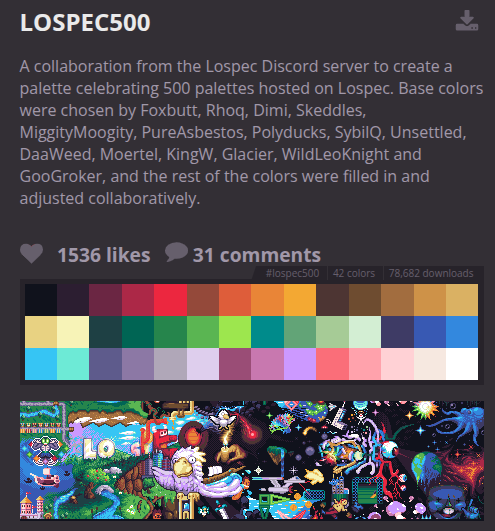 LOSPEC500
A collaboration from the Lospec Discord server to create a
palette celebrating 500 palettes hosted on Lospec. Base colors
were chosen by Foxbutt, Rhoq, Dimi, Skeddles,
MiggityMoogity, PureAsbestos, Polyducks, SybilQ, Unsettled,
DaaWeed, Moertel, KingW, Glacier, WildLeoKnight and
GooGroker, and the rest of the colors were filled in and
adjusted collaboratively.
1536 likes 31 comments
#lospec500 42 colors 78,682 downloads
LO